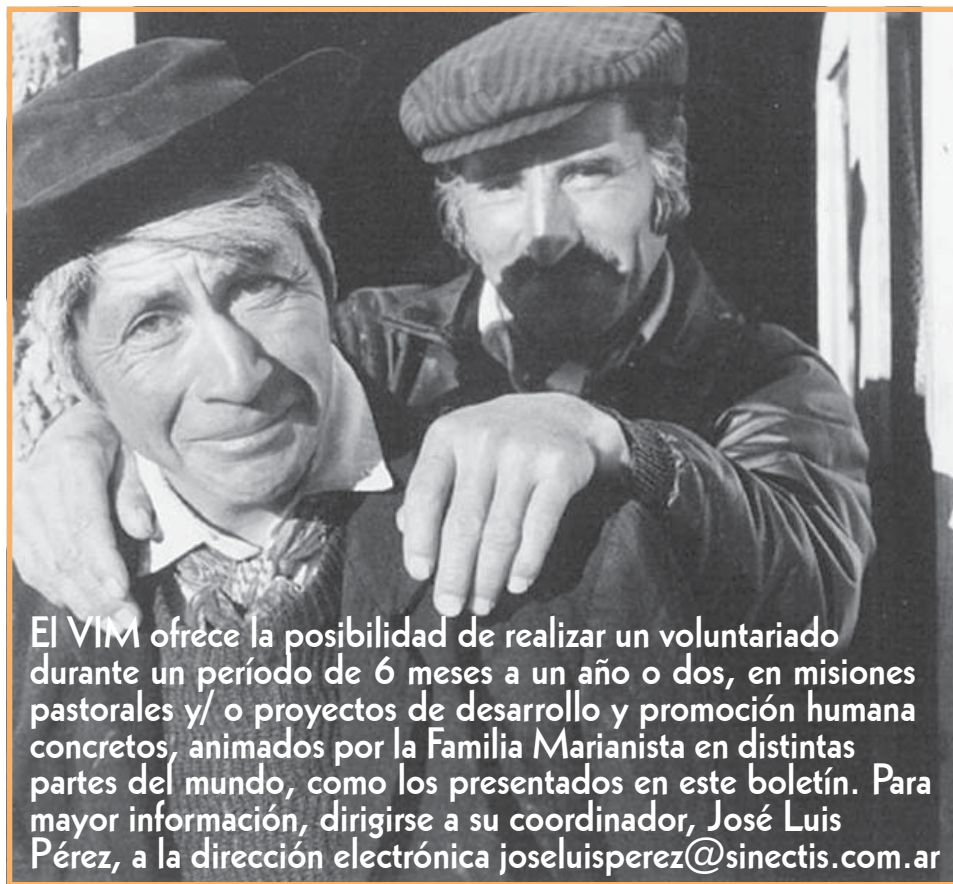 El VIM ofrece la posibilidad de realizar un voluntariado
durante un período de 6 meses a un año o dos, en misiones
pastorales y/ o proyectos de desarrollo y promoción humana
concretos, animados por la Familia Marianista en distintas
partes del mundo, como los presentados en este boletín. Para
mayor información, dirigirse a su coordinador, José Luis
Pérez, a la dirección electrónica joseluisperez@sinectis.com.ar